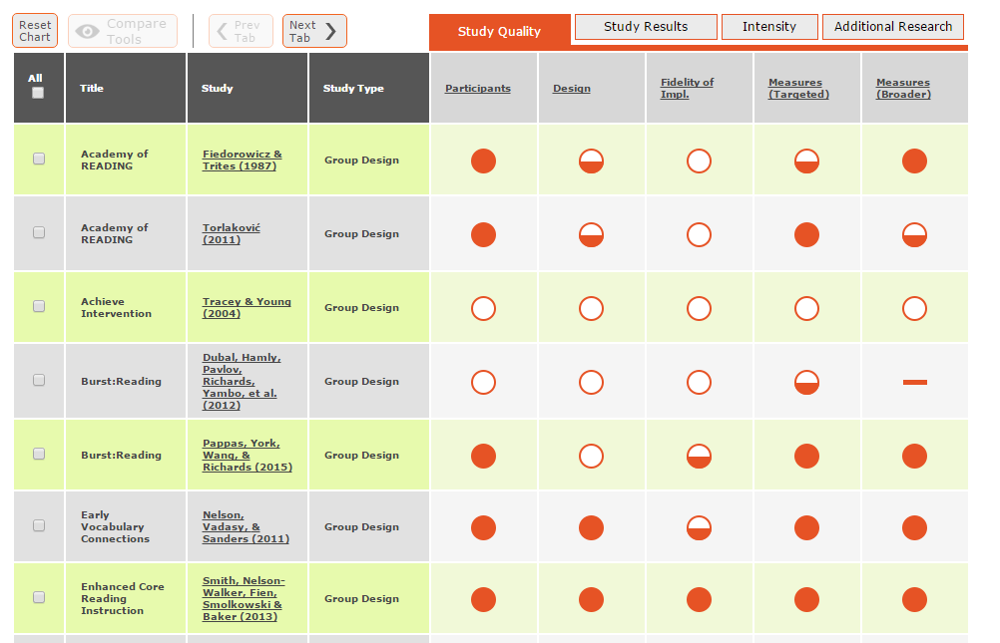 Reset
Chart
Compare
Tools
Prev
Tab
Next
Tab
Study Quality
Study Results
Intensity
Additional Research
All
Title
Study
Study Type
Participants
Design
Fidelity of
Impl.
Measures
(Targeted)
Measures
(Broader)
Academy of
READING
Fiedorowicz &
Trites (1987)
Group Design
Academy of
READING
Torlaković
(2011)
Group Design
Achieve
Intervention
Tracey & Young
(2004)
Group Design
Burst:Reading
Dubal, Hamly,
Pavlov,
Richards,
Yambo, et al.
(2012)
Group Design
Burst:Reading
Pappas, York,
Wang, &
Richards (2015)
Group Design
Early
Vocabulary
Connections
Nelson,
Vadasy, &
Sanders (2011)
Group Design
Enhanced Core
Reading
Instruction
Smith, Nelson-
Walker, Fien,
Smolkowski &
Baker (2013)
Group Design